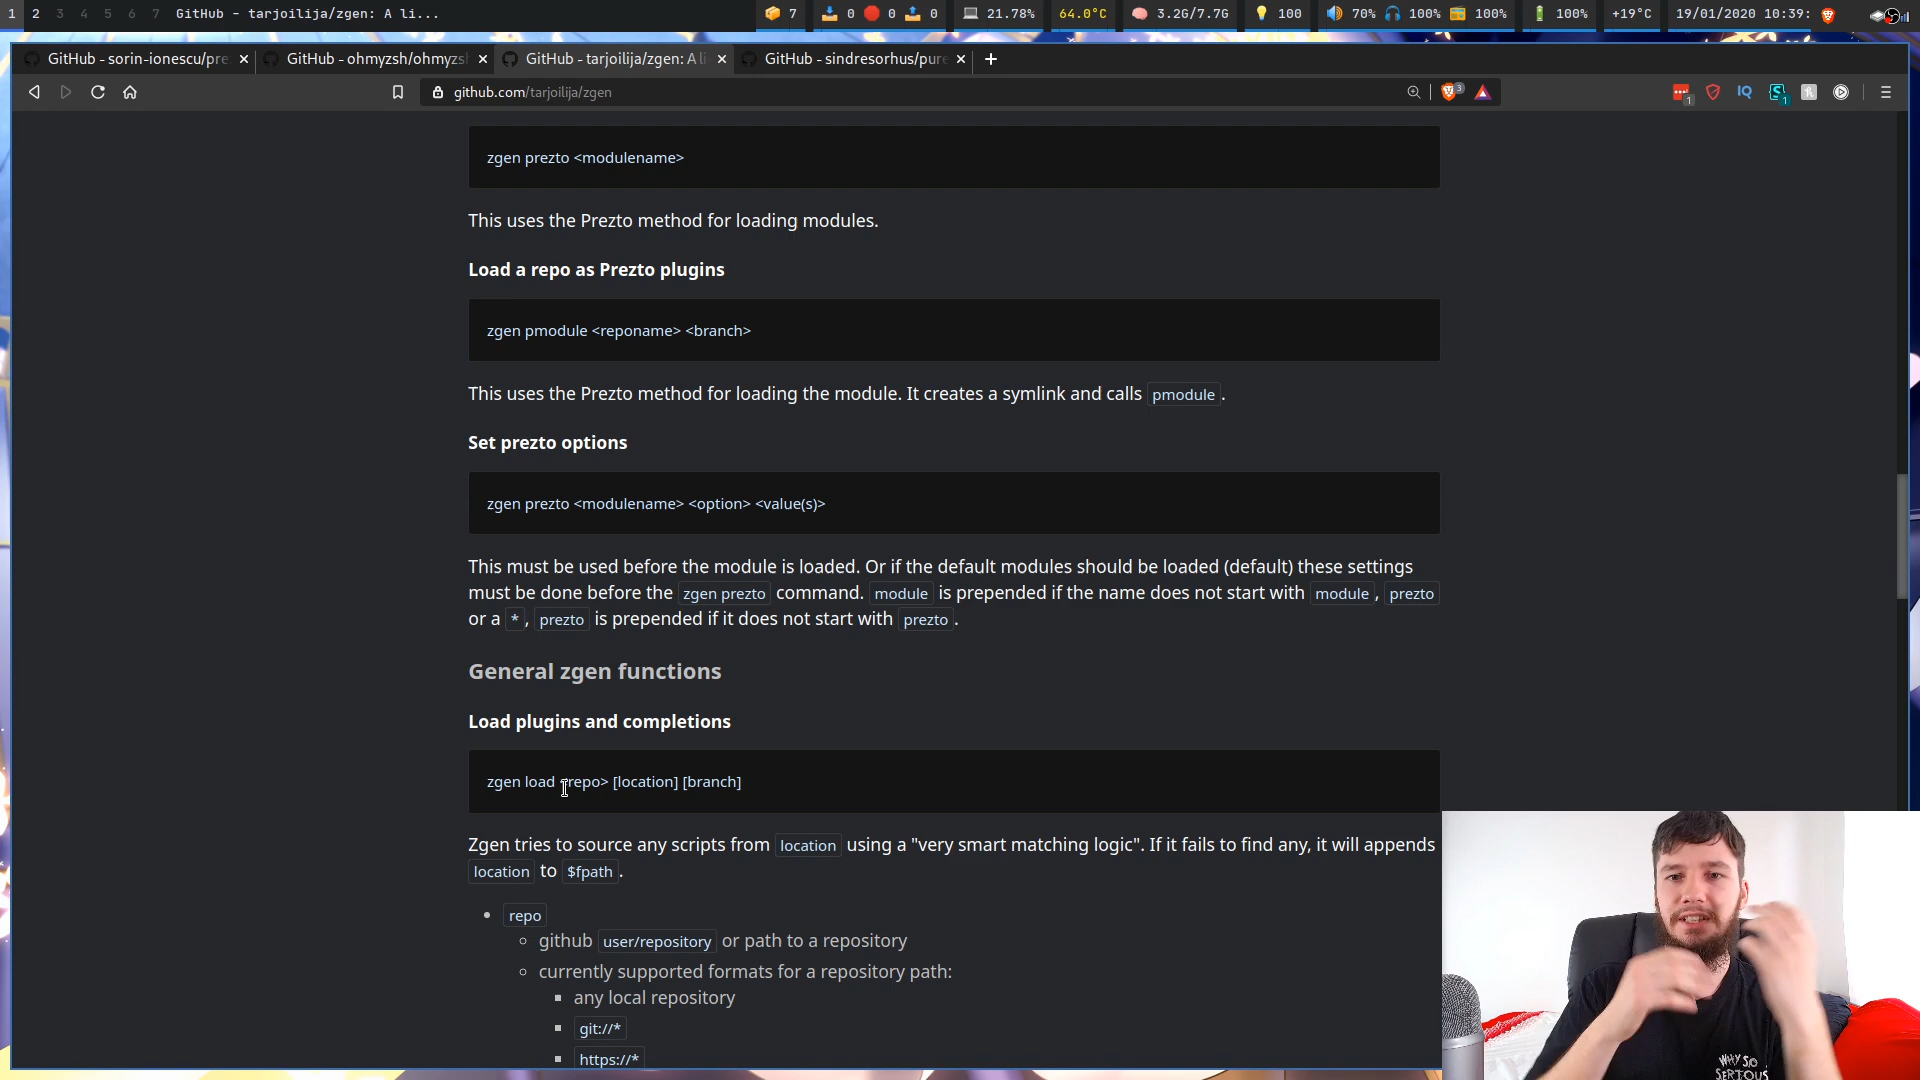 1 2 3 4 5 6 7 GitHub - tarjoilija/zgen: A li... 7 0 0 0 21.78% 64.0°C 3.2G/7.7G 100 70% 100% 100% 100% +19°C 19/01/2020 10:39:
GitHub - sorin-ionescu/pre GitHub - ohmyzsh/ohmyzsh GitHub - tarjoilija/zgen: A li GitHub - sindresorhus/pure
github.com/tarjoilija/zgen 3 1 IQ 1
zgen prezto <modulename>
This uses the Prezto method for loading modules.
Load a repo as Prezto plugins
zgen pmodule <reponame> <branch>
This uses the Prezto method for loading the module. It creates a symlink and calls pmodule .
Set prezto options
zgen prezto <modulename> <option> <value(s)>
This must be used before the module is loaded. Or if the default modules should be loaded (default) these settings
must be done before the zgen prezto command. module is prepended if the name does not start with module , prezto
or a * , prezto is prepended if it does not start with prezto .
General zgen functions
Load plugins and completions
zgen load <repo> [location] [branch]
Zgen tries to source any scripts from location using a "very smart matching logic". If it fails to find any, it will appends
location to $fpath .
• repo
◦ github user/repository or path to a repository
◦ currently supported formats for a repository path:
▪ any local repository
▪ git://*
▪ https://*
WHY SO
SERIOUS